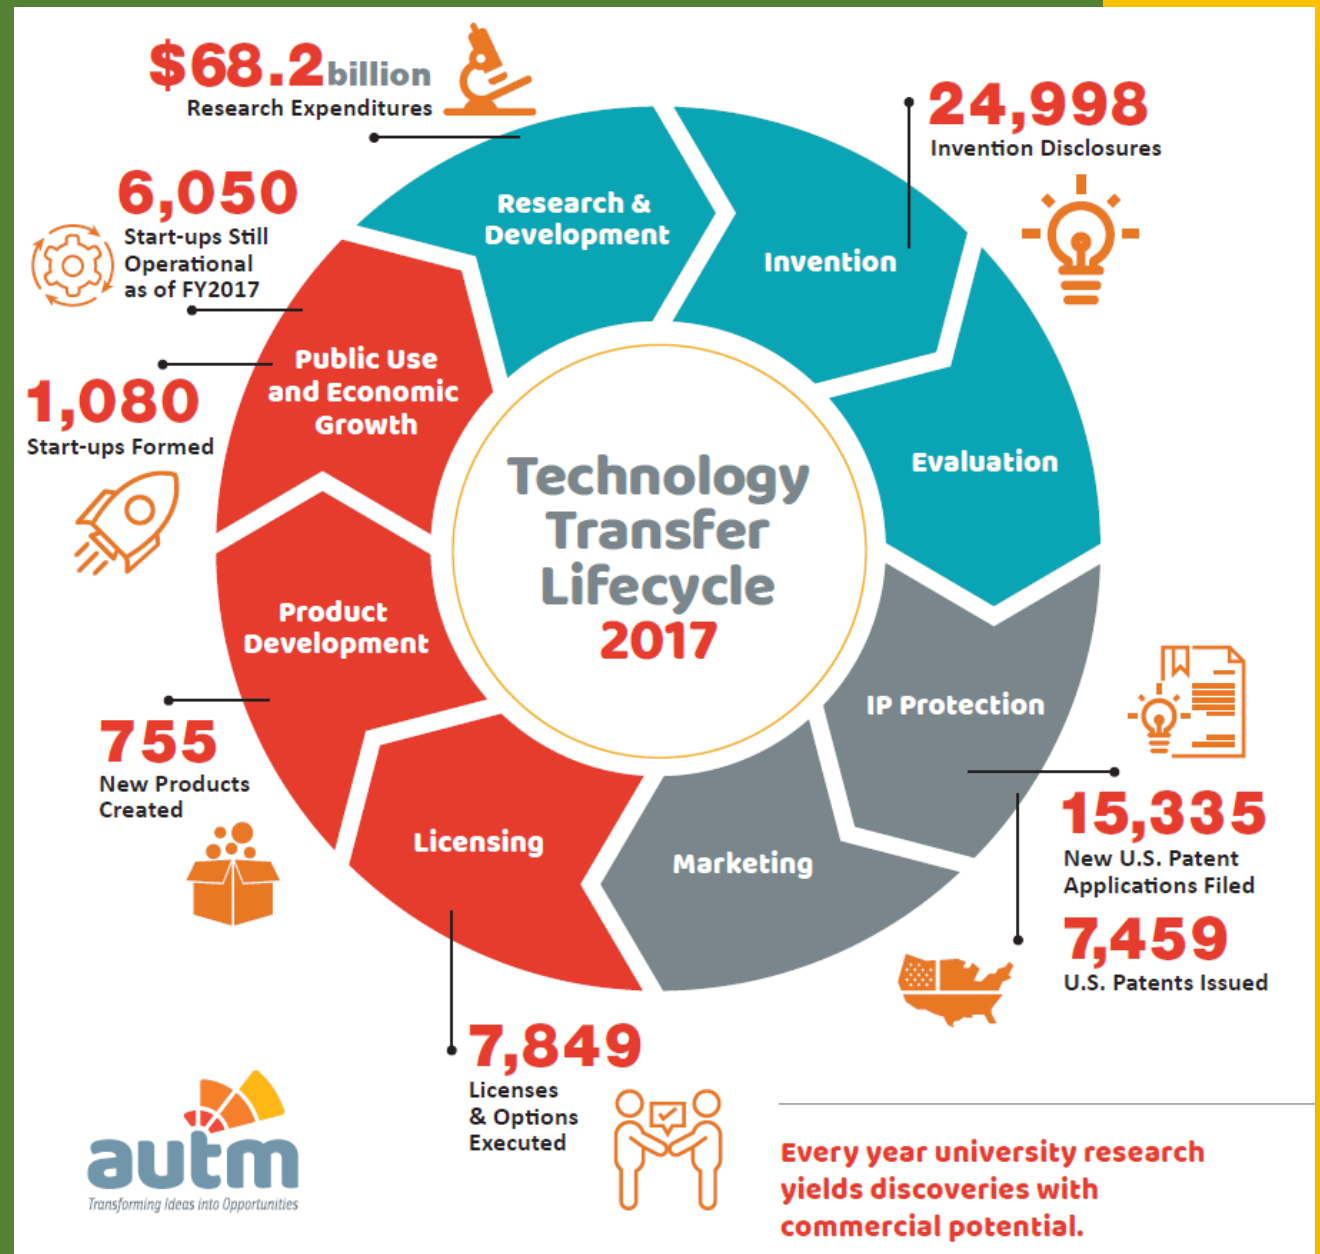 $68.2 billion
Research Expenditures
24,998
Invention Disclosures
6,050
Start-ups Still
Operational
as of FY2017
1,080
Start-ups Formed
Research &
Development
Invention
Evaluation
IP Protection
Marketing
Licensing
Product
Development
Public Use
and Economic
Growth
Technology
Transfer
Lifecycle
2017
15,335
New U.S. Patent
Applications Filed
7,459
U.S. Patents Issued
755
New Products
Created
7,849
Licenses
& Options
Executed
autm
Transforming Ideas into Opportunities
Every year university research
yields discoveries with
commercial potential.